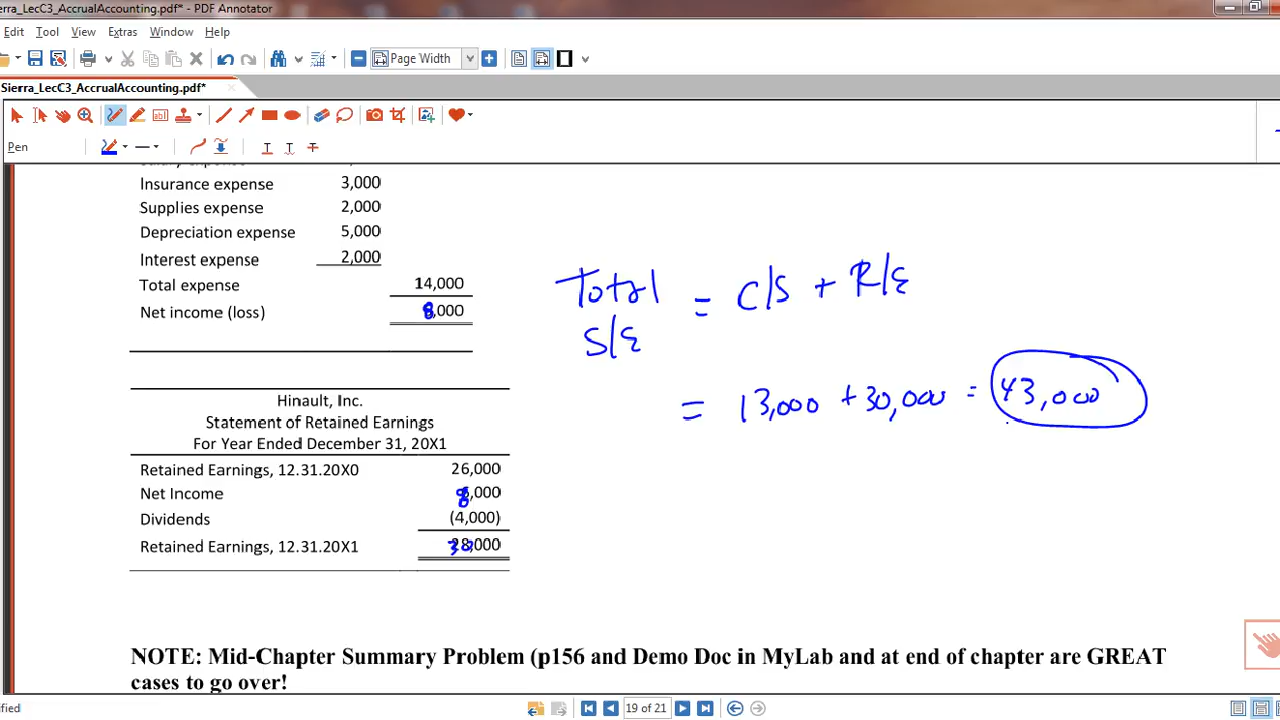 erra_LecC3_AccrualAccounting.pdf* - PDF Annotator
Edit Tool View Extras Window Help
Page Width
Sierra_LecC3_AccrualAccounting.pdf*
Pen
Insurance expense 3,000
Supplies expense 2,000
Depreciation expense 5,000
Interest expense 2,000
Total expense 14,000
Net income (loss) 8,000
Total S/E = C/S + R/E
= 13,000 + 30,000 = 43,000
Hinault, Inc.
Statement of Retained Earnings
For Year Ended December 31, 20X1
Retained Earnings, 12.31.20X0 26,000
Net Income 8,000
Dividends (4,000)
Retained Earnings, 12.31.20X1 30,000
NOTE: Mid-Chapter Summary Problem (p156 and Demo Doc in MyLab and at end of chapter are GREAT
cases to go over!
ified 19 of 21